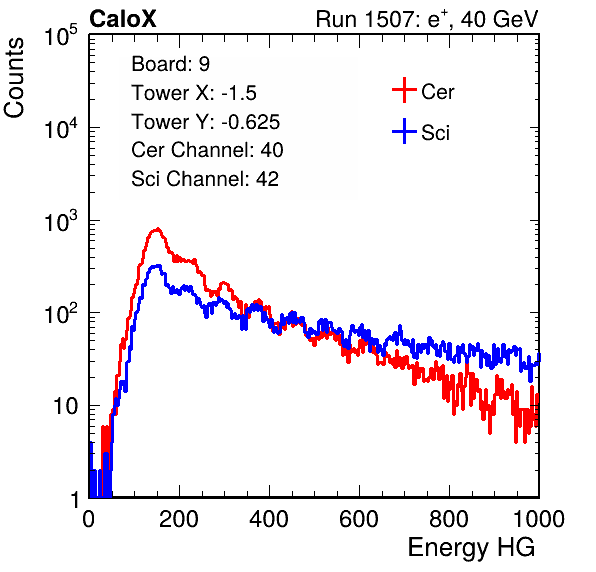 CaloX Run 1507: e⁺, 40 GeV
Counts
Board: 9
Tower X: -1.5
Tower Y: -0.625
Cer Channel: 40
Sci Channel: 42
Cer
Sci
10⁵
10⁴
10³
10²
10
1
0 200 400 600 800 1000
Energy HG